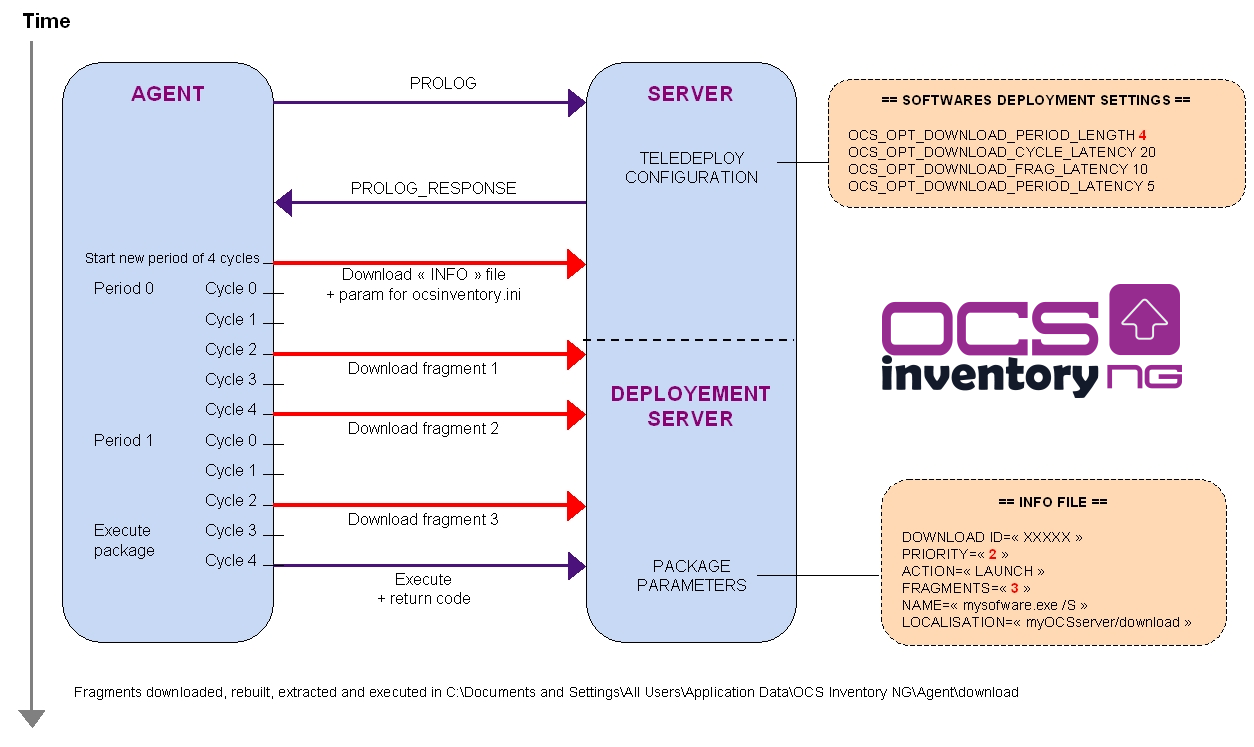 Time
AGENT
PROLOG
SERVER
== SOFTWARES DEPLOYMENT SETTINGS ==
OCS_OPT_DOWNLOAD_PERIOD_LENGTH 4
OCS_OPT_DOWNLOAD_CYCLE_LATENCY 20
OCS_OPT_DOWNLOAD_FRAG_LATENCY 10
OCS_OPT_DOWNLOAD_PERIOD_LATENCY 5
TELEDEPLOY
CONFIGURATION
PROLOG_RESPONSE
Start new period of 4 cycles
Download « INFO » file
+ param for ocsinventory.ini
Period 0
Cycle 0
Cycle 1
Cycle 2
Download fragment 1
Cycle 3
Cycle 4
Download fragment 2
Period 1
Cycle 0
Cycle 1
Cycle 2
Download fragment 3
Execute
package
Cycle 3
Cycle 4
Execute
+ return code
DEPLOYEMENT
SERVER
PACKAGE
PARAMETERS
OCS
inventory NG
== INFO FILE ==
DOWNLOAD ID=« XXXXX »
PRIORITY=« 2 »
ACTION=« LAUNCH »
FRAGMENTS=« 3 »
NAME=« mysofware.exe /S »
LOCALISATION=« myOCSserver/download »
Fragments downloaded, rebuilt, extracted and executed in C:\Documents and Settings\All Users\Application Data\OCS Inventory NG\Agent\download